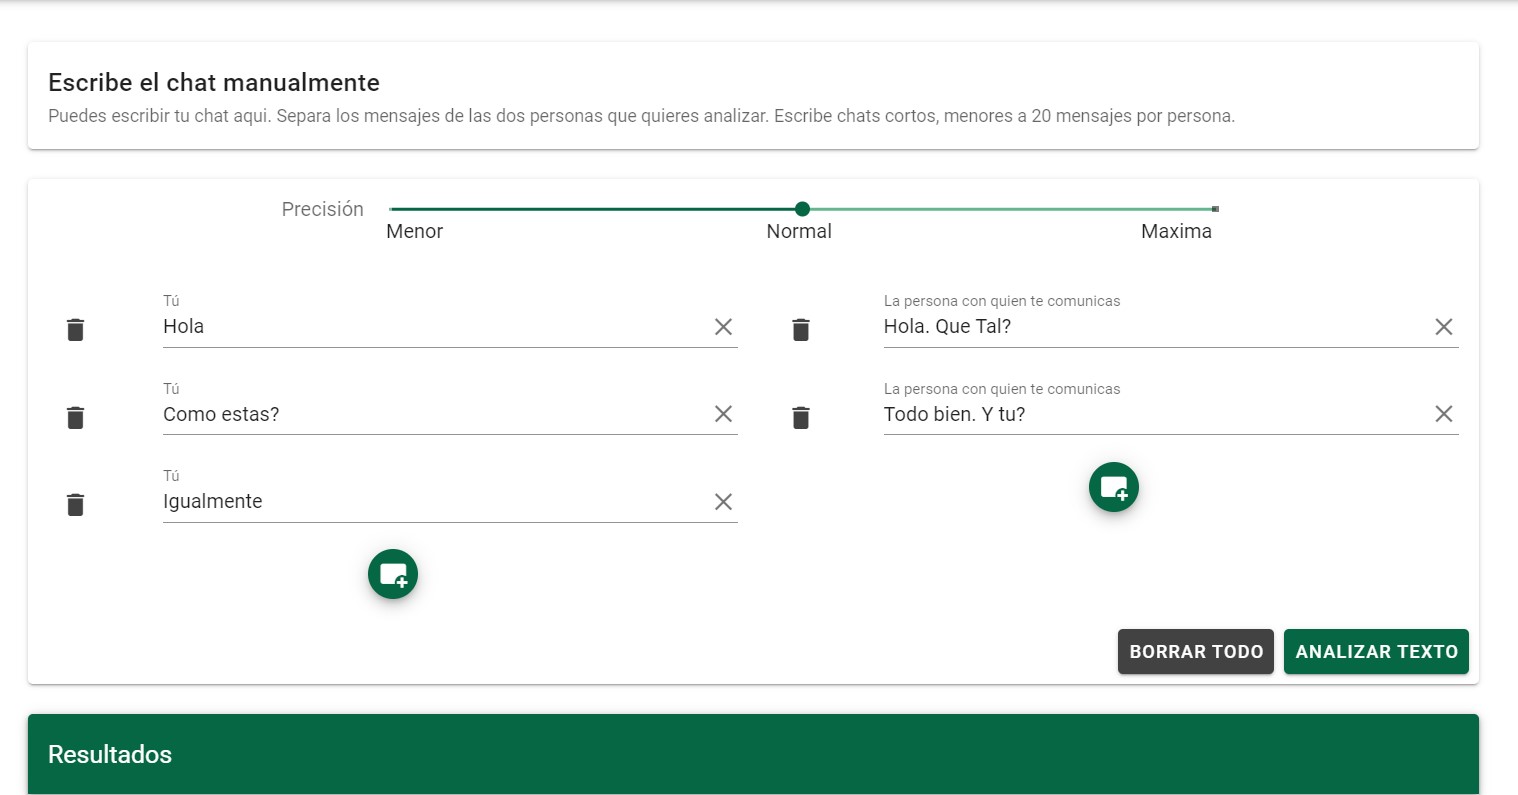 Escribe el chat manualmente
Puedes escribir tu chat aqui. Separa los mensajes de las dos personas que quieres analizar. Escribe chats cortos, menores a 20 mensajes por persona.
Precisión
Menor
Normal
Maxima
Tú
Hola
La persona con quien te comunicas
Hola. Que Tal?
Tú
Como estas?
La persona con quien te comunicas
Todo bien. Y tu?
Tú
Igualmente
BORRAR TODO
ANALIZAR TEXTO
Resultados